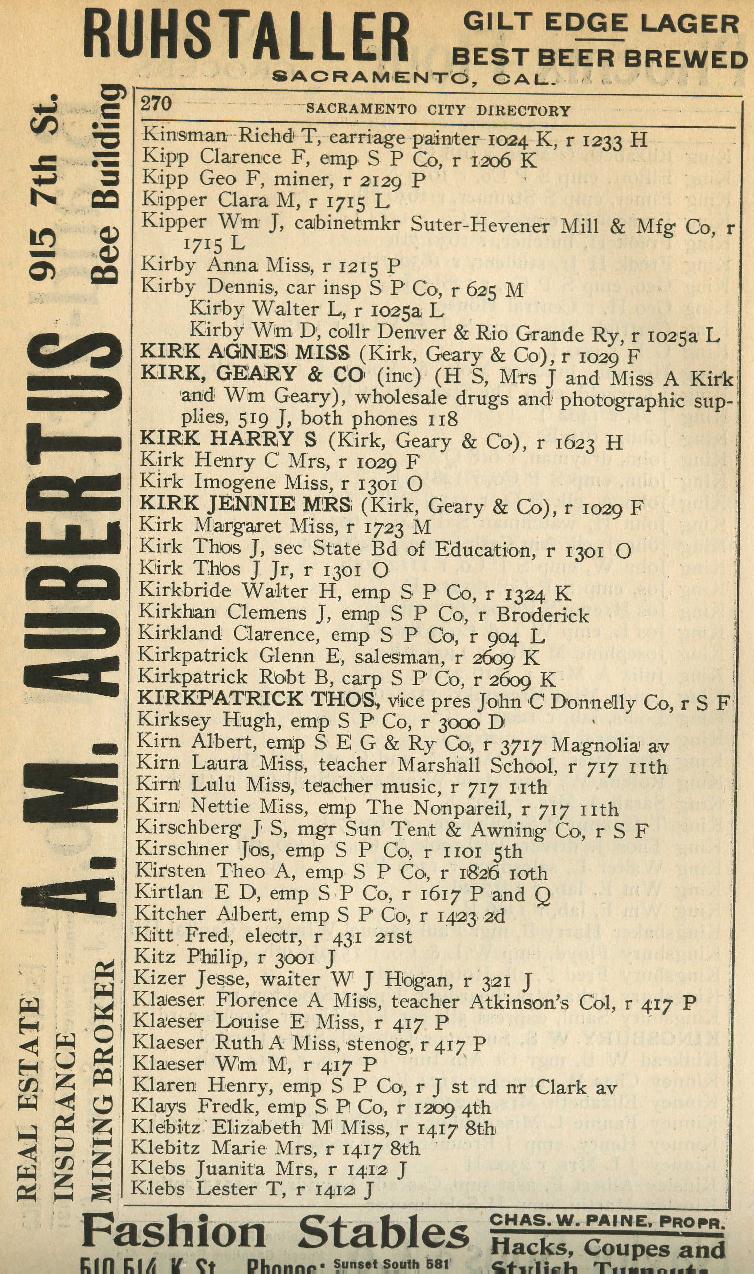 RUHSTALLER
GILT EDGE LAGER
BEST BEER BREWED
SACRAMENTO, CAL.
915 7th St.
Bee Building
A. M. AUBERTUS
REAL ESTATE
INSURANCE
MINING BROKER
270 SACRAMENTO CITY DIRECTORY
Kinsman Richd T, carriage painter 1024 K, r 1233 H
Kipp Clarence F, emp S P Co, r 1206 K
Kipp Geo F, miner, r 2129 P
Kipper Clara M, r 1715 L
Kipper Wm J, cabinetmkr Suter-Hevener Mill & Mfg Co, r
1715 L
Kirby Anna Miss, r 1215 P
Kirby Dennis, car insp S P Co, r 625 M
Kirby Walter L, r 1025a L
Kirby Wm D, collr Denver & Rio Grande Ry, r 1025a L
KIRK AGNES MISS (Kirk, Geary & Co), r 1029 F
KIRK, GEARY & CO (inc) (H S, Mrs J and Miss A Kirk
and Wm Geary), wholesale drugs and photographic sup-
plies, 519 J, both phones 118
KIRK HARRY S (Kirk, Geary & Co), r 1623 H
Kirk Henry C Mrs, r 1029 F
Kirk Imogene Miss, r 1301 O
KIRK JENNIE MRS (Kirk, Geary & Co), r 1029 F
Kirk Margaret Miss, r 1723 M
Kirk Thos J, sec State Bd of Education, r 1301 O
Kirk Thos J Jr, r 1301 O
Kirkbride Walter H, emp S P Co, r 1324 K
Kirkhan Clemens J, emp S P Co, r Broderick
Kirkland Clarence, emp S P Co, r 904 L
Kirkpatrick Glenn E, salesman, r 2609 K
Kirkpatrick Robt B, carp S P Co, r 2609 K
KIRKPATRICK THOS, vice pres John C Donnelly Co, r S F
Kirksey Hugh, emp S P Co, r 3000 D
Kirn Albert, emp S E G & Ry Co, r 3717 Magnolia av
Kirn Laura Miss, teacher Marshall School, r 717 11th
Kirn Lulu Miss, teacher music, r 717 11th
Kirn Nettie Miss, emp The Nonpareil, r 717 11th
Kirschberg J S, mgr Sun Tent & Awning Co, r S F
Kirschner Jos, emp S P Co, r 1101 5th
Kirsten Theo A, emp S P Co, r 1826 10th
Kirtlan E D, emp S P Co, r 1617 P and Q
Kitcher Albert, emp S P Co, r 1423 2d
Kitt Fred, electr, r 431 21st
Kitz Philip, r 3001 J
Kizer Jesse, waiter W J Hogan, r 321 J
Klaeser Florence A Miss, teacher Atkinson's Col, r 417 P
Klaeser Louise E Miss, r 417 P
Klaeser Ruth A Miss, stenog, r 417 P
Klaeser Wm M, r 417 P
Klaren Henry, emp S P Co, r J st rd nr Clark av
Klays Fredk, emp S P Co, r 1209 4th
Klebitz Elizabeth M Miss, r 1417 8th
Klebitz Marie Mrs, r 1417 8th
Klebs Juanita Mrs, r 1412 J
Klebs Lester T, r 1412 J
Fashion Stables
CHAS. W. PAINE, PROPR.
Hacks, Coupes and
510 514 K St. Phones: Sunset South 581
Stylish Turnouts